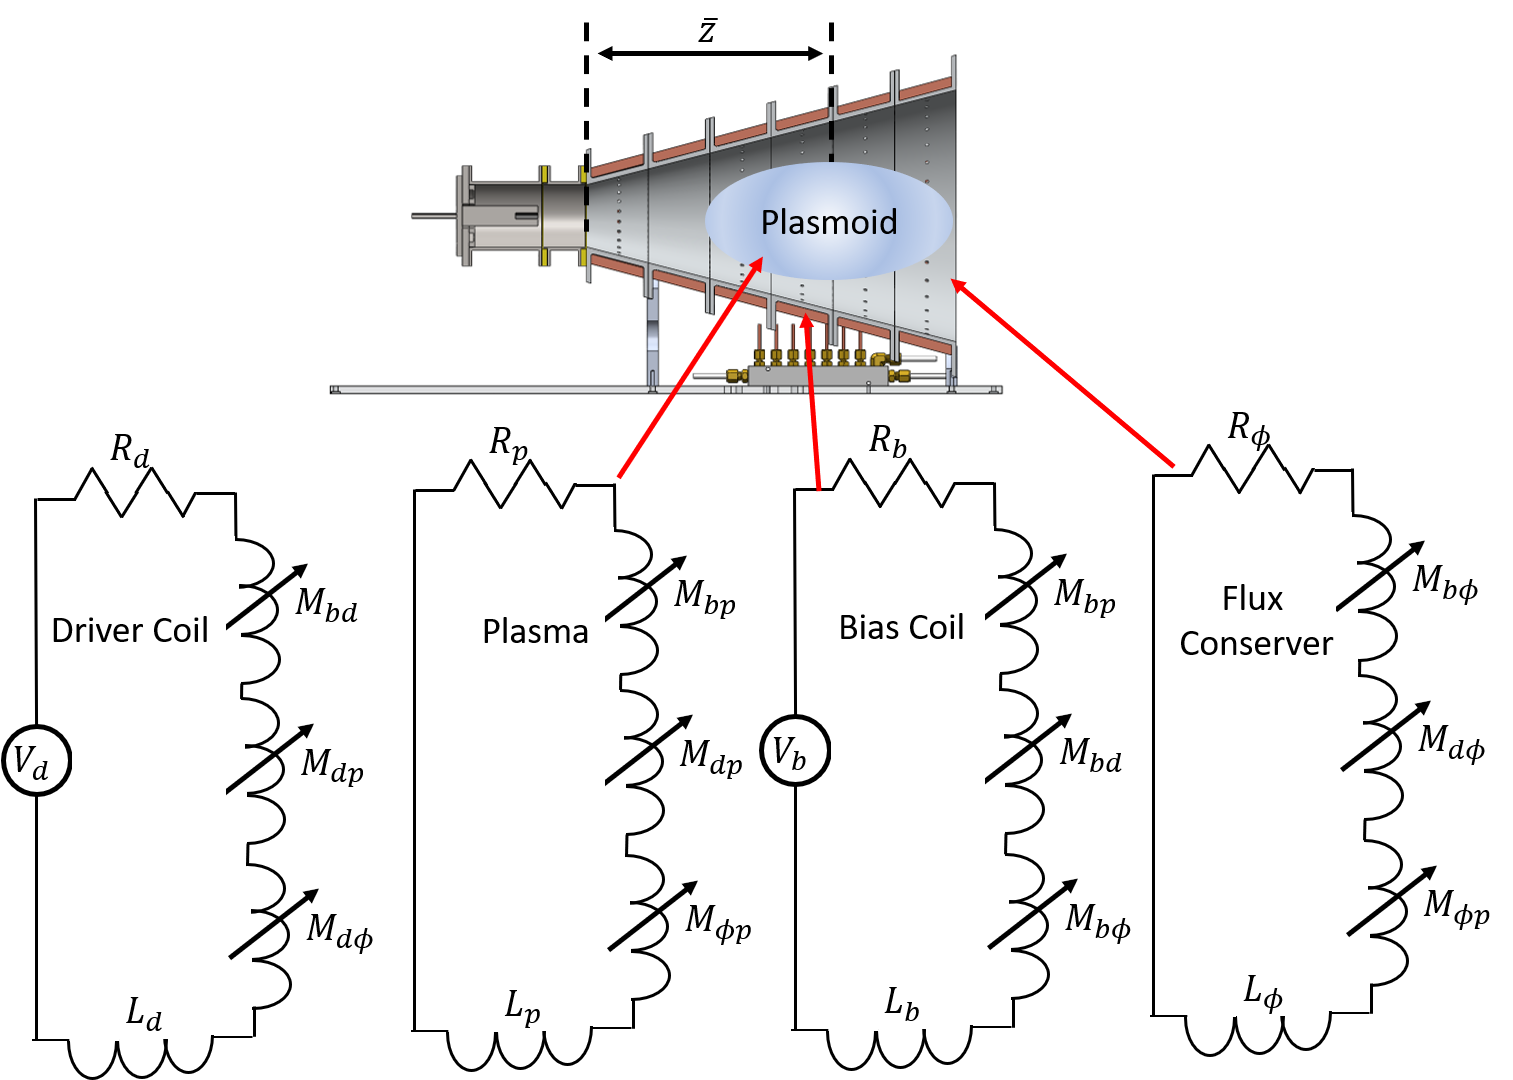 z̄
Plasmoid
R_d
R_p
R_b
R_ϕ
M_bd
M_bp
M_bp
M_bϕ
Driver Coil
Plasma
Bias Coil
Flux
Conserver
V_d
M_dp
M_dp
V_b
M_bd
M_dϕ
M_dϕ
M_ϕp
M_bϕ
M_ϕp
L_d
L_p
L_b
L_ϕ